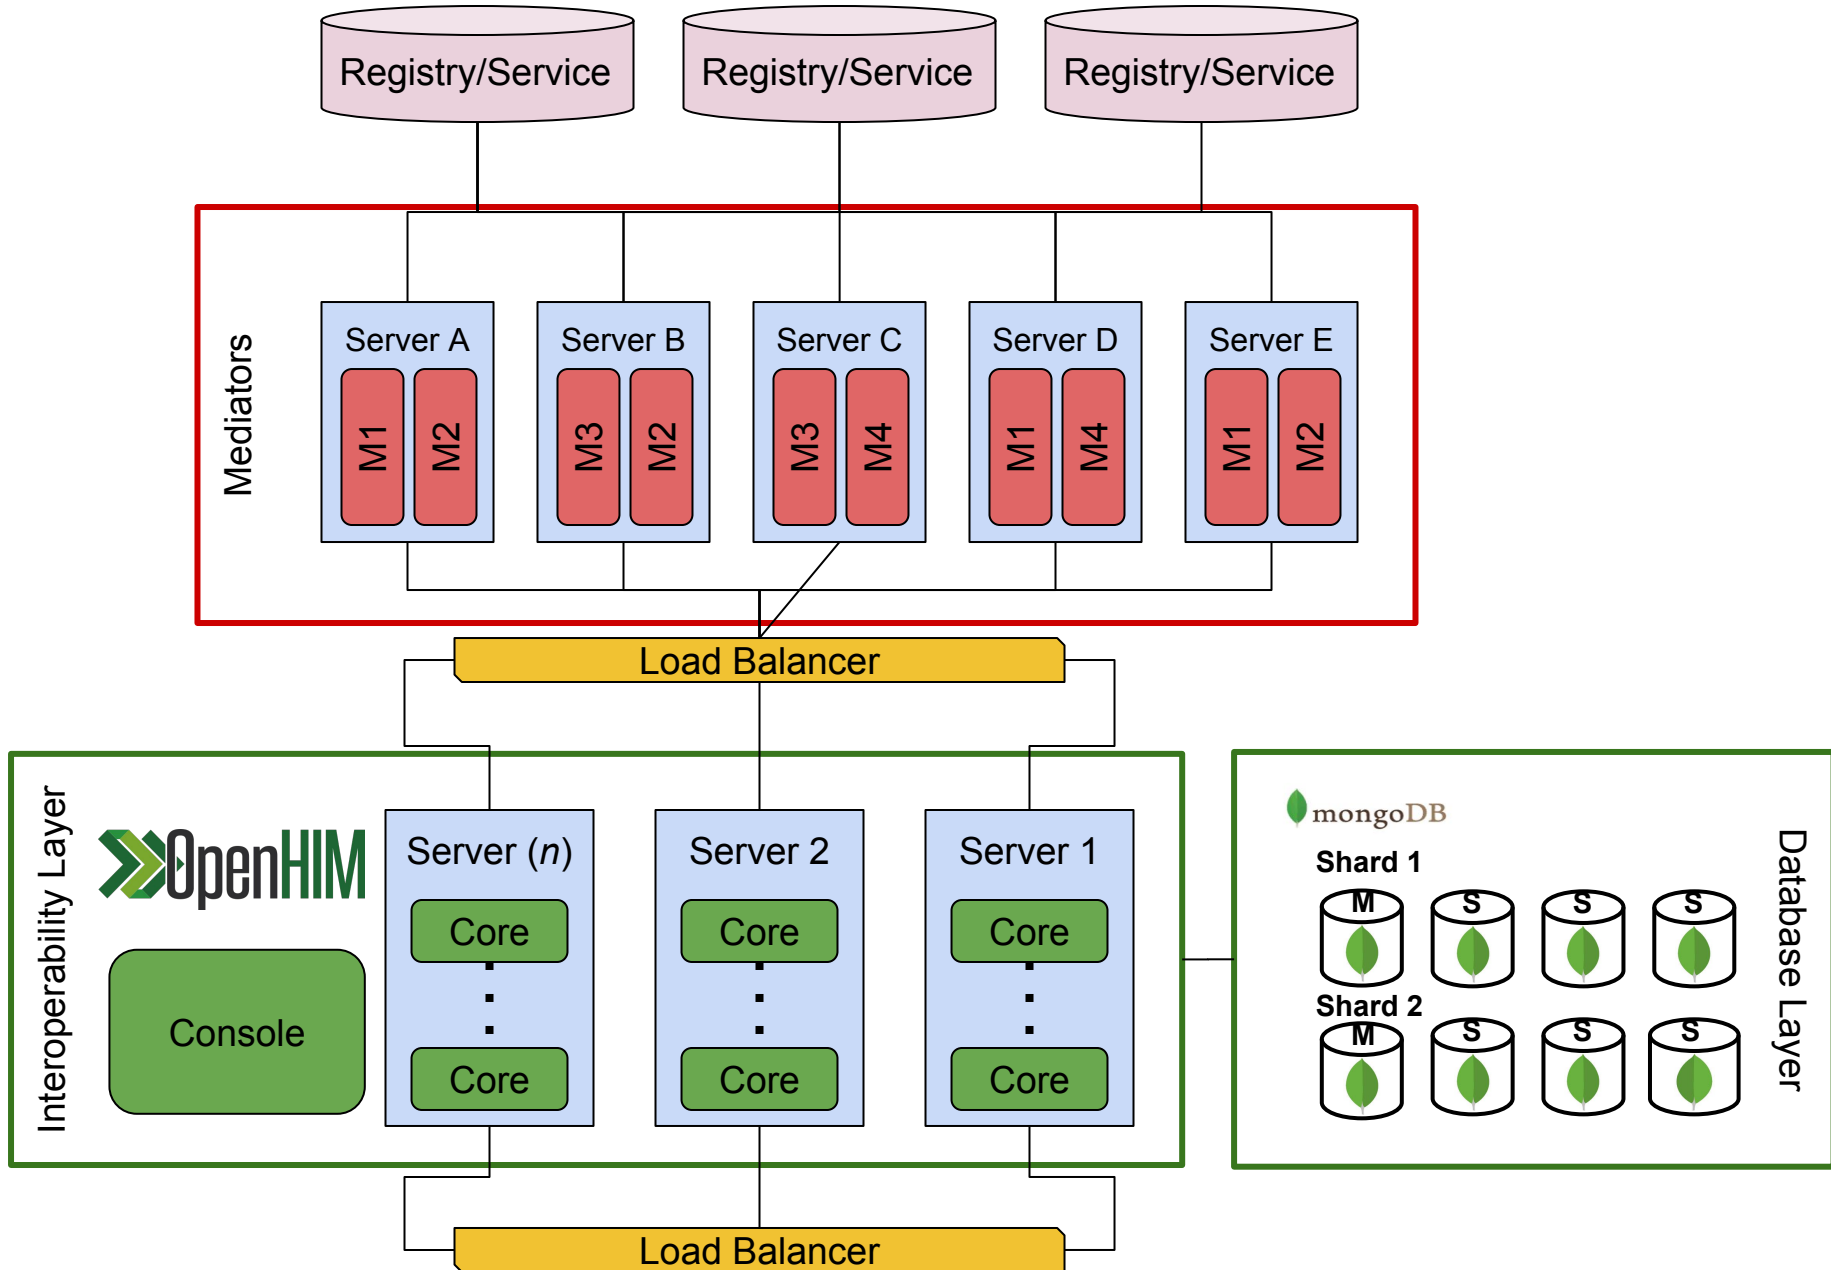 Registry/Service
Registry/Service
Registry/Service
Mediators
Server A
Server B
Server C
Server D
Server E
M1
M2
M3
M2
M3
M4
M1
M4
M1
M2
Load Balancer
Interoperability Layer
OpenHIM
Console
Server (n)
Server 2
Server 1
Core
Core
Core
Core
Core
Core
mongoDB
Shard 1
M
S
S
S
Shard 2
M
S
S
S
Database Layer
Load Balancer